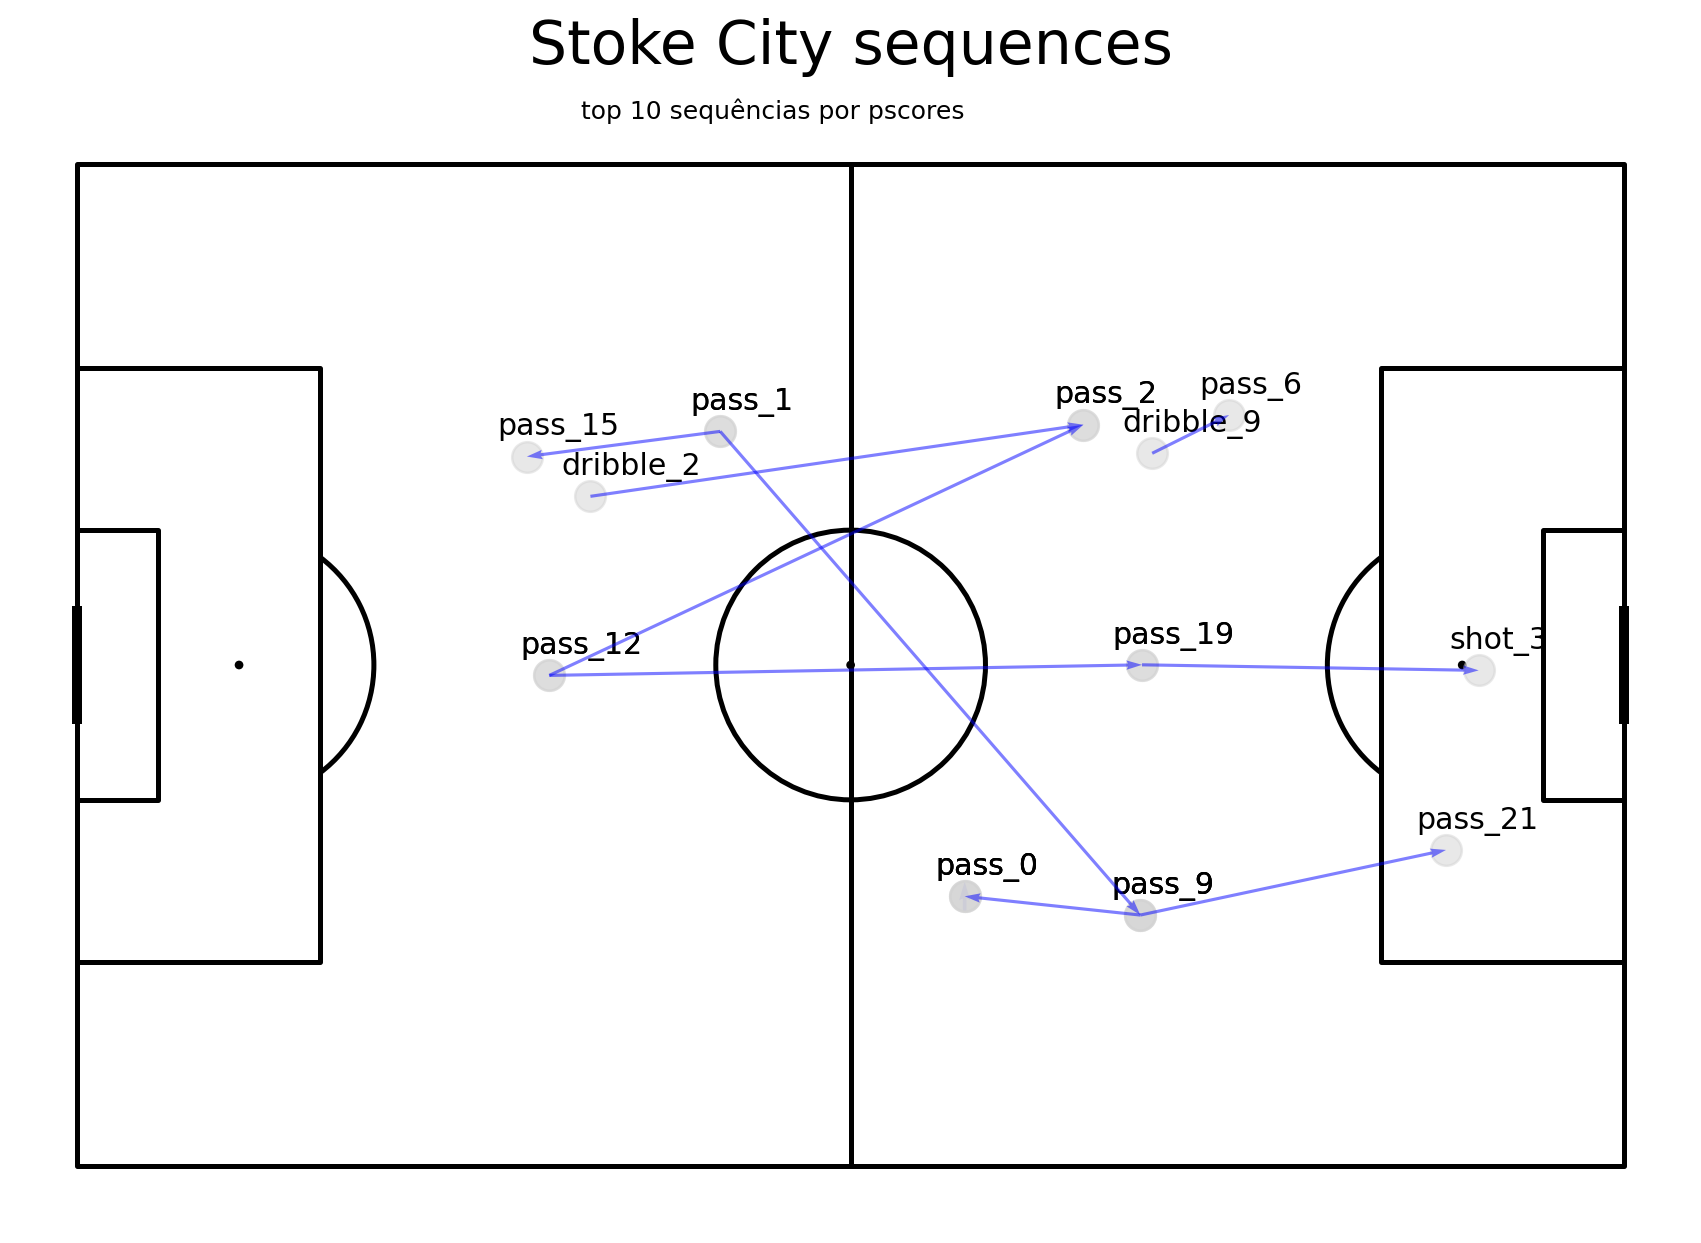 Stoke City sequences
top 10 sequências por pscores
pass_6
pass_2
pass_1
dribble_9
pass_15
dribble_2
pass_19
shot_3
pass_12
pass_21
pass_0
pass_9